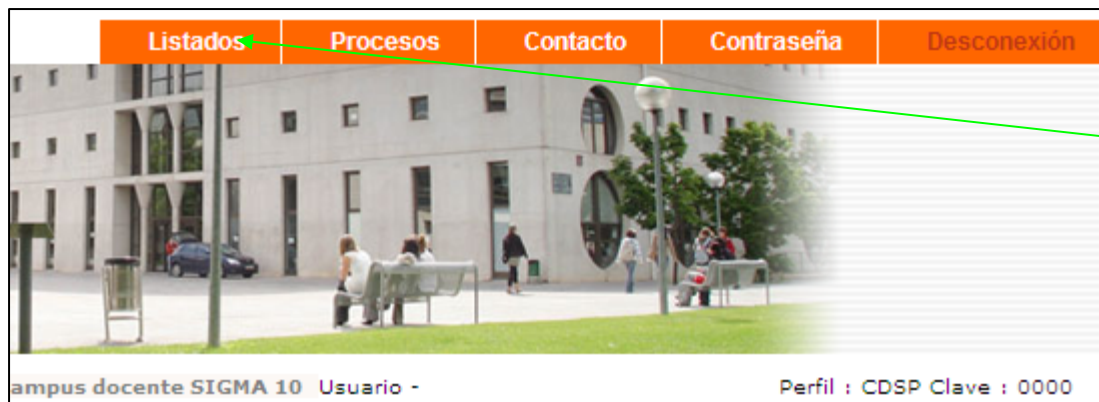 Listados Procesos Contacto Contraseña Desconexión
ampus docente SIGMA 10 Usuario - Perfil : CDSP Clave : 0000